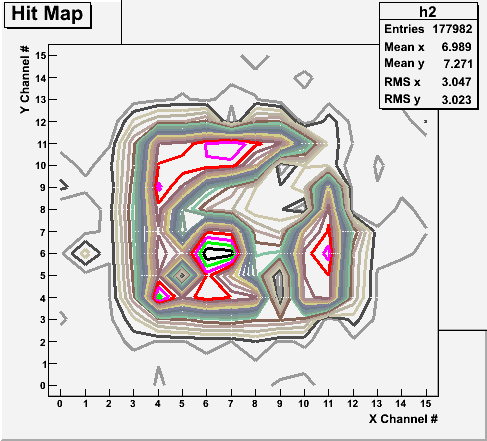 Hit Map
h2
Entries 177982
Mean x 6.989
Mean y 7.271
RMS x 3.047
RMS y 3.023
Y Channel #
15
14
13
12
11
10
9
8
7
6
5
4
3
2
1
0
0 1 2 3 4 5 6 7 8 9 10 11 12 13 14 15
X Channel #